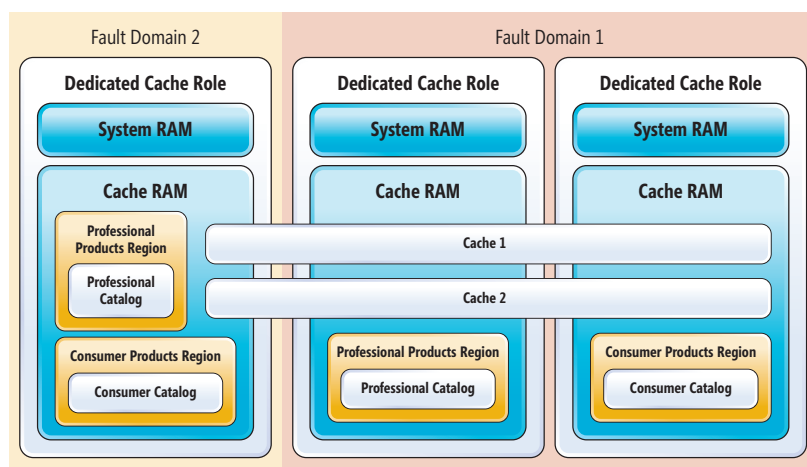 Fault Domain 2
Fault Domain 1
Dedicated Cache Role
System RAM
Cache RAM
Professional
Products Region
Professional
Catalog
Consumer Products Region
Consumer Catalog
Dedicated Cache Role
System RAM
Cache RAM
Dedicated Cache Role
System RAM
Cache RAM
Cache 1
Cache 2
Professional Products Region
Professional Catalog
Consumer Products Region
Consumer Catalog